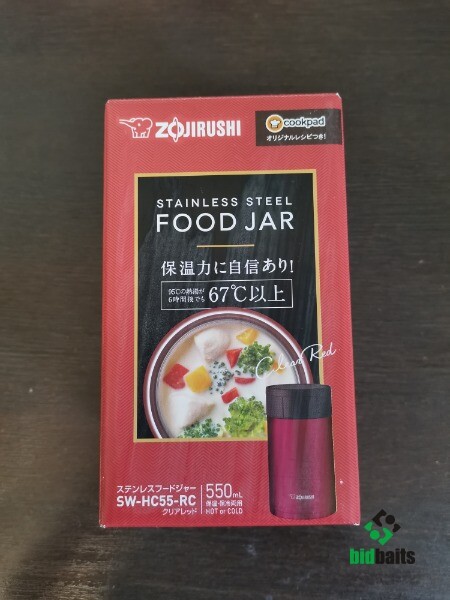 ZOJIRUSHI
cookpad
オリジナルレシピつき!
STAINLESS STEEL
FOOD JAR
保温力に自信あり!
95℃の熱湯が
6時間後でも
67℃以上
Clear Red
ZOJIRUSHI
ステンレスフードジャー
SW-HC55-RC
クリアレッド
550mL
保温・保冷両用
HOT or COLD
bidbaits